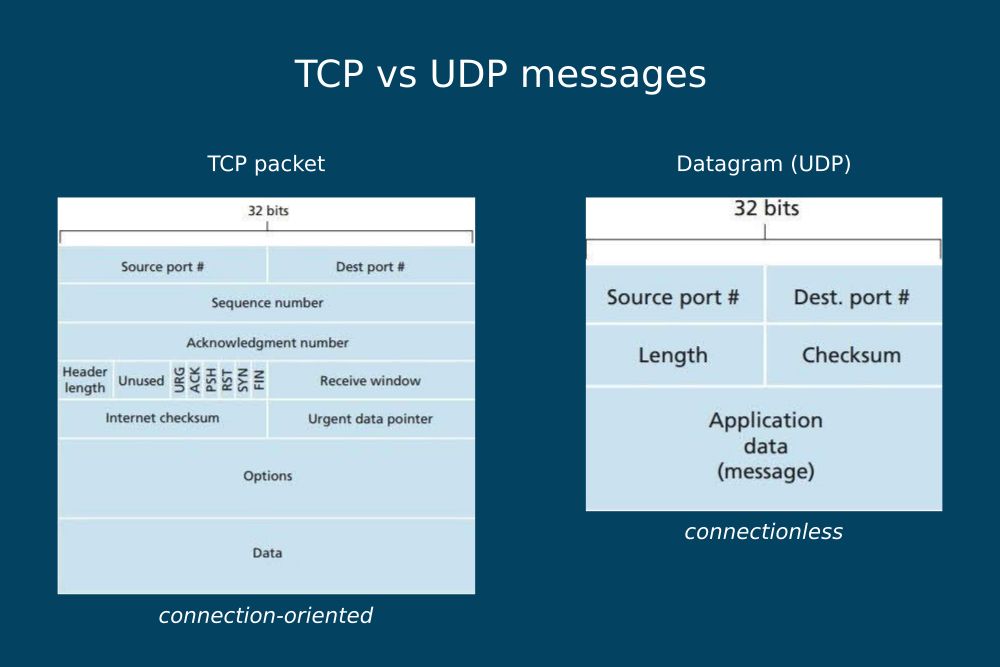 TCP vs UDP messages
TCP packet
32 bits
Source port #
Dest port #
Sequence number
Acknowledgment number
Header
length
Unused
URG
ACK
PSH
RST
SYN
FIN
Receive window
Internet checksum
Urgent data pointer
Options
Data
connection-oriented
Datagram (UDP)
32 bits
Source port #
Dest. port #
Length
Checksum
Application
data
(message)
connectionless